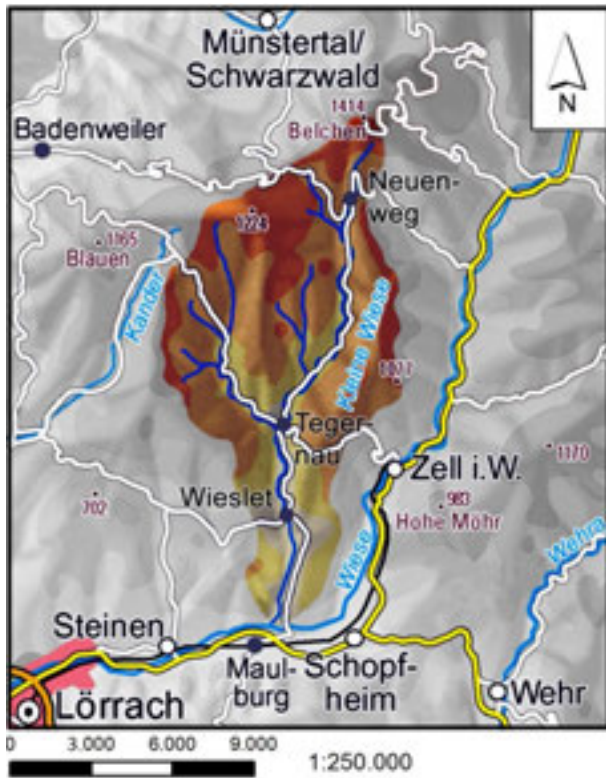 Münstertal/
Schwarzwald
N
1414
Belchen
Badenweiler
Neuen-
weg
1224
1165
Blauen
Kander
Kleine Wiese
1077
Teger-
nau
Zell i.W.
1170
Wieslet
983
Hohe Möhr
702
Wiese
Wehra
Steinen
Maul-
burg
Schopf-
heim
Wehr
Lörrach
0 3.000 6.000 9.000
1:250.000